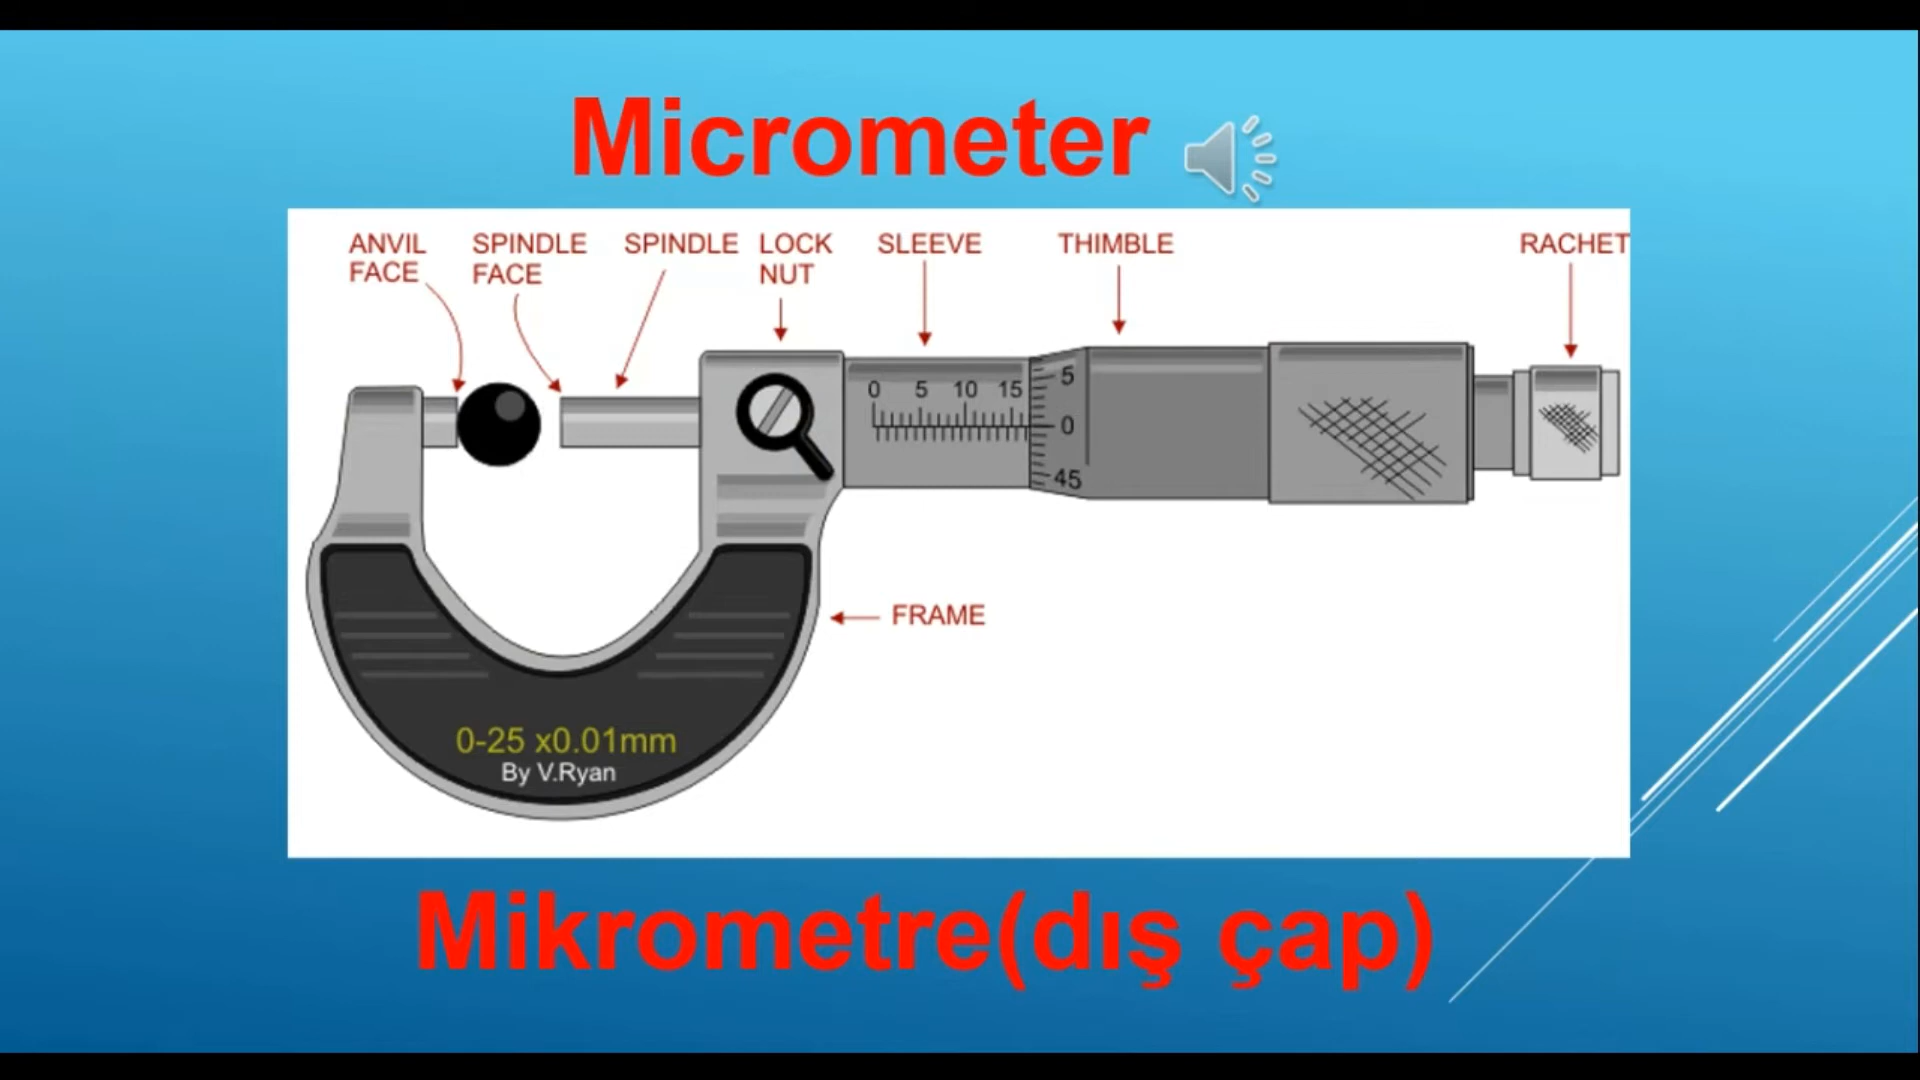 Micrometer
ANVIL FACE
SPINDLE FACE
SPINDLE
LOCK NUT
SLEEVE
THIMBLE
RACHET
0 5 10 15
5
0
45
FRAME
0-25 x0.01mm
By V.Ryan
Mikrometre(dış çap)